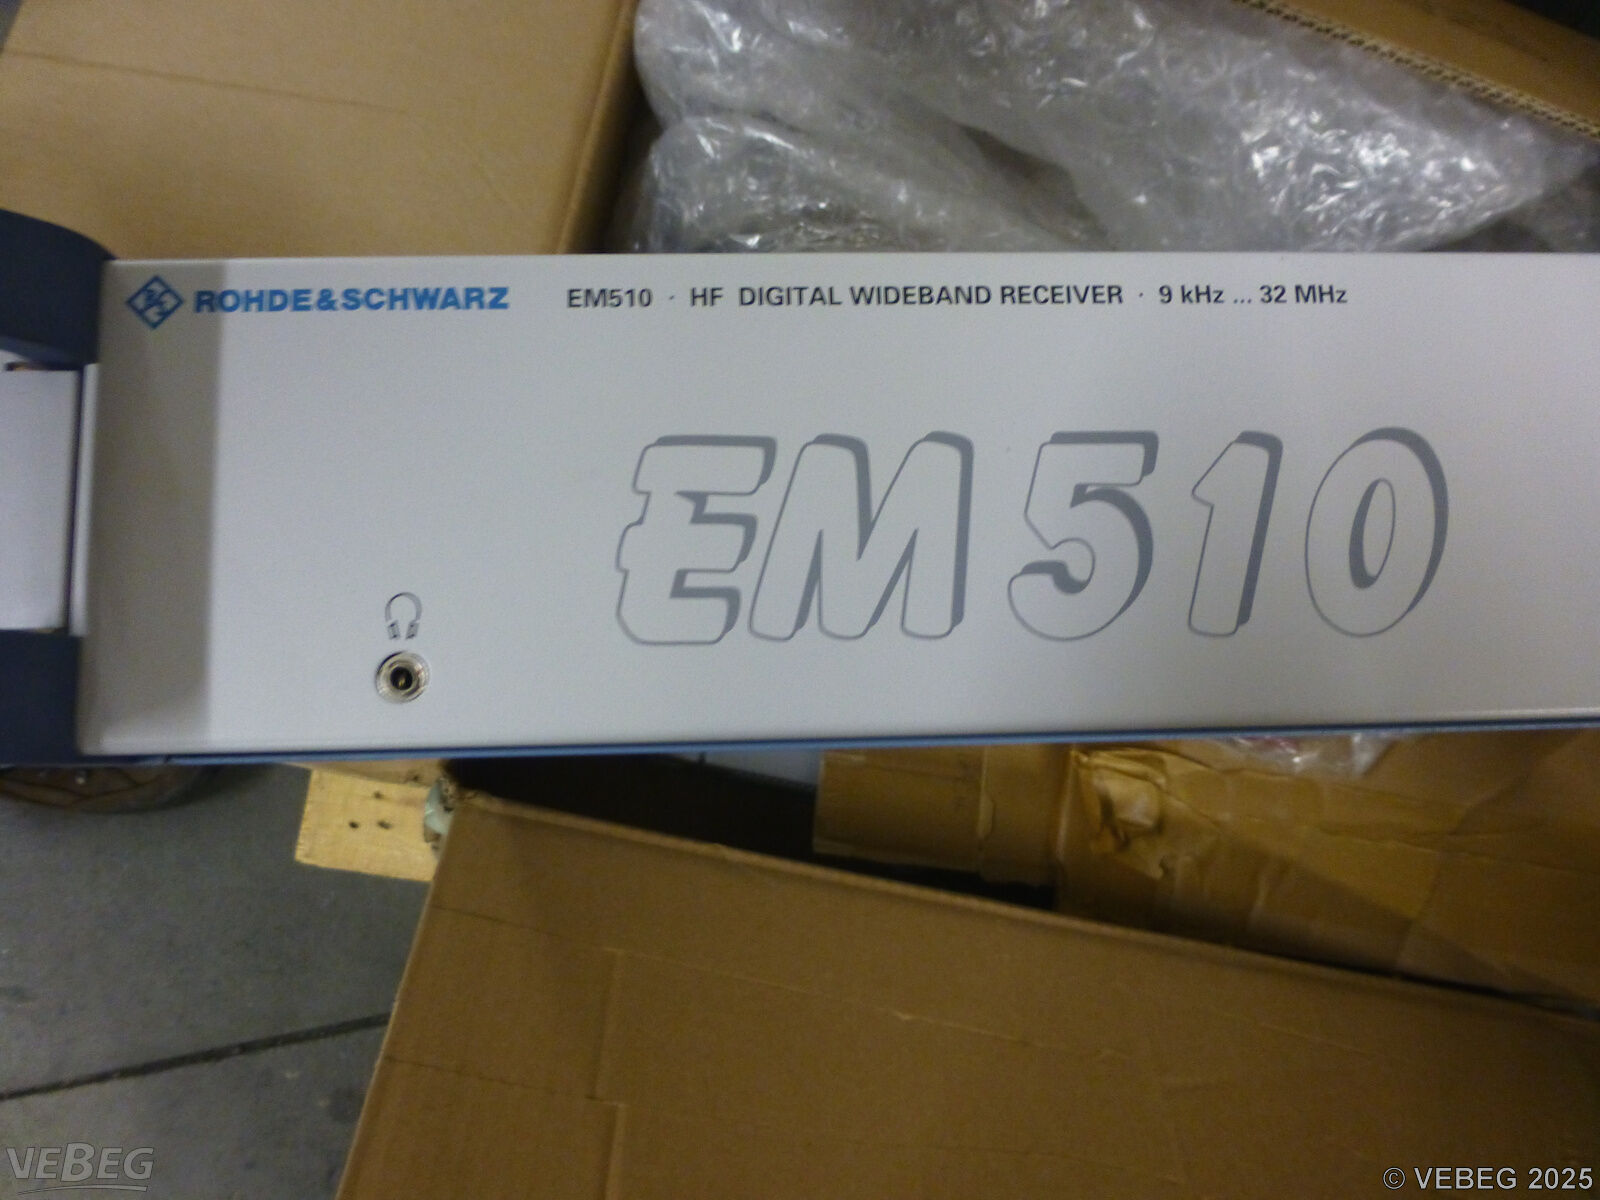 ROHDE&SCHWARZ EM510 · HF DIGITAL WIDEBAND RECEIVER · 9 kHz ... 32 MHz
EM510
VEBEG
© VEBEG 2025